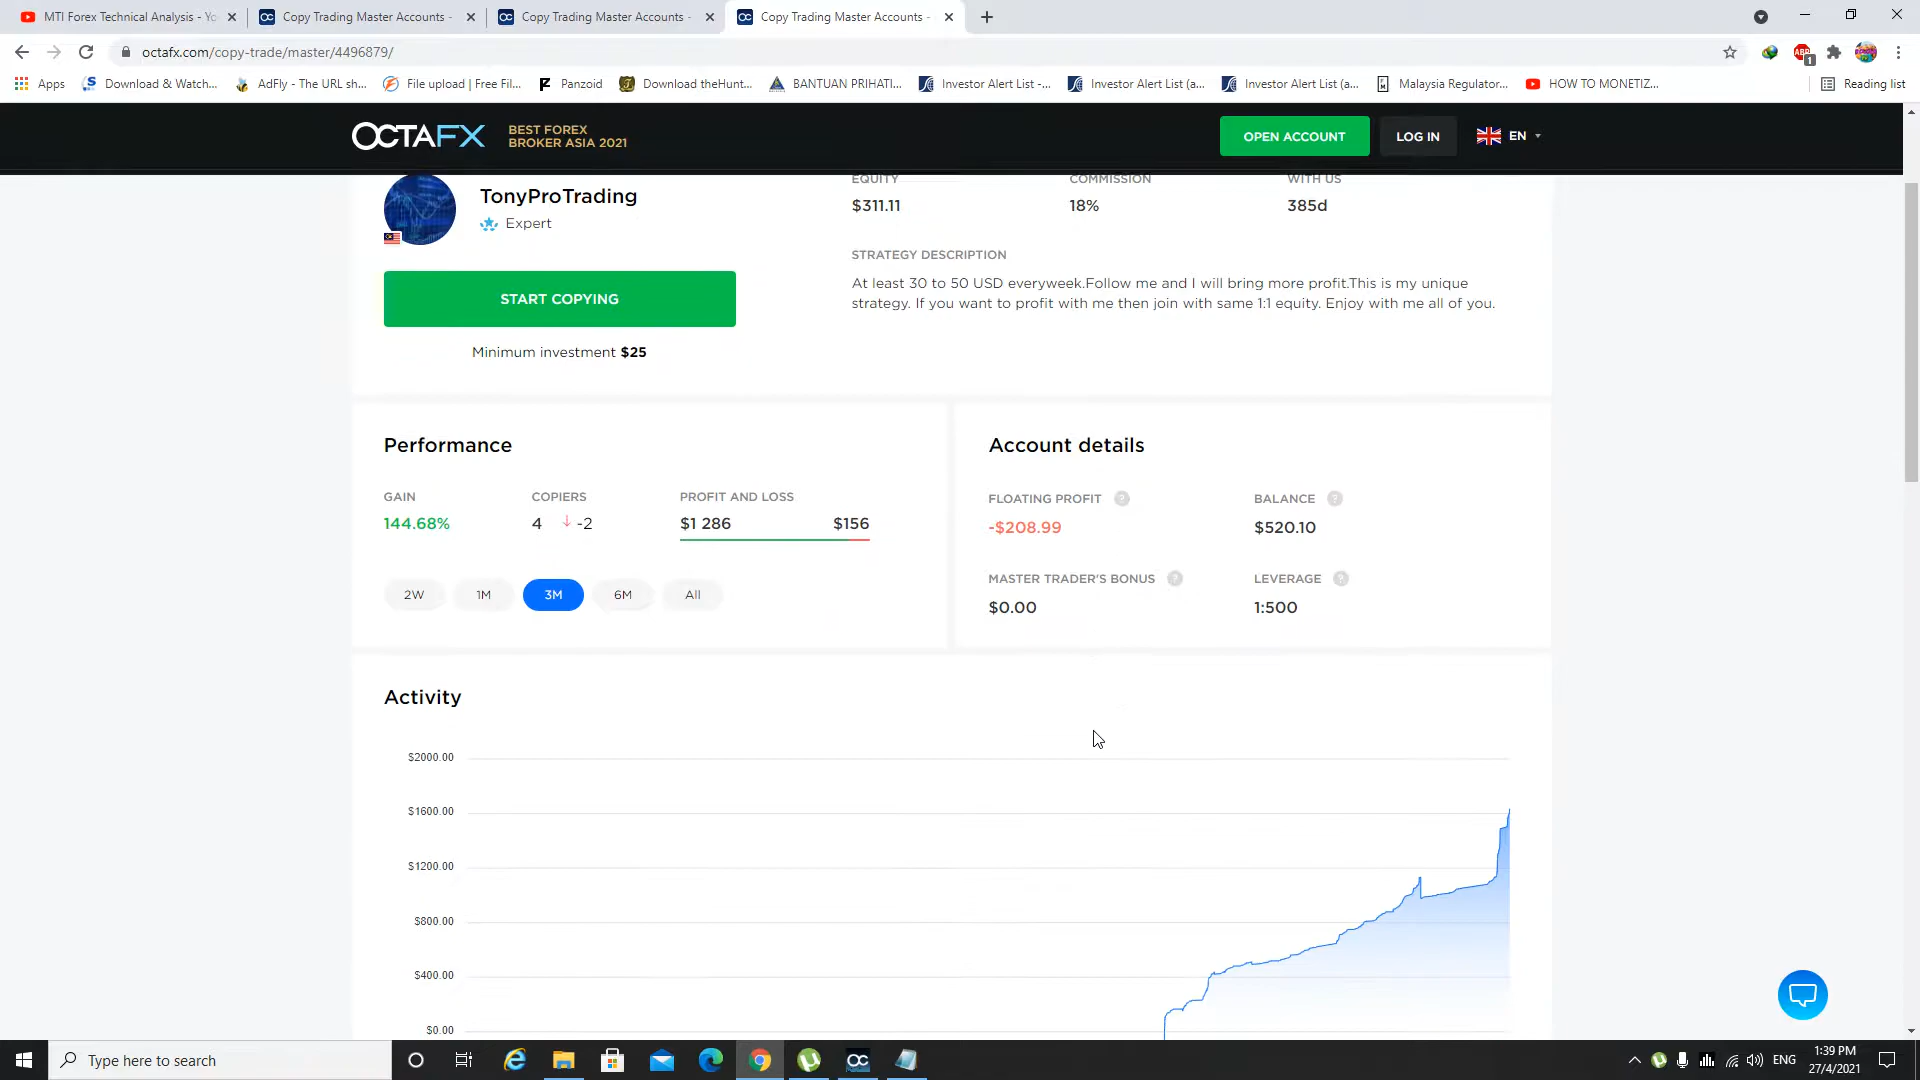 MTI Forex Technical Analysis - Yo
Copy Trading Master Accounts -
Copy Trading Master Accounts -
Copy Trading Master Accounts -
octafx.com/copy-trade/master/4496879/
Apps
Download & Watch...
AdFly - The URL sh...
File upload | Free Fil...
Panzoid
Download theHunt...
BANTUAN PRIHATI...
Investor Alert List -...
Investor Alert List (a...
Investor Alert List (a...
Malaysia Regulator...
HOW TO MONETIZ...
Reading list
OCTAFX
BEST FOREX
BROKER ASIA 2021
OPEN ACCOUNT
LOG IN
EN
TonyProTrading
Expert
EQUITY
$311.11
COMMISSION
18%
WITH US
385d
STRATEGY DESCRIPTION
At least 30 to 50 USD everyweek.Follow me and I will bring more profit.This is my unique
strategy. If you want to profit with me then join with same 1:1 equity. Enjoy with me all of you.
START COPYING
Minimum investment $25
Performance
GAIN
144.68%
COPIERS
4 -2
PROFIT AND LOSS
$1 286 $156
2W
1M
3M
6M
All
Account details
FLOATING PROFIT ?
-$208.99
BALANCE ?
$520.10
MASTER TRADER'S BONUS ?
$0.00
LEVERAGE ?
1:500
Activity
$2000.00
$1600.00
$1200.00
$800.00
$400.00
$0.00
Type here to search
OC
ENG
1:39 PM
27/4/2021